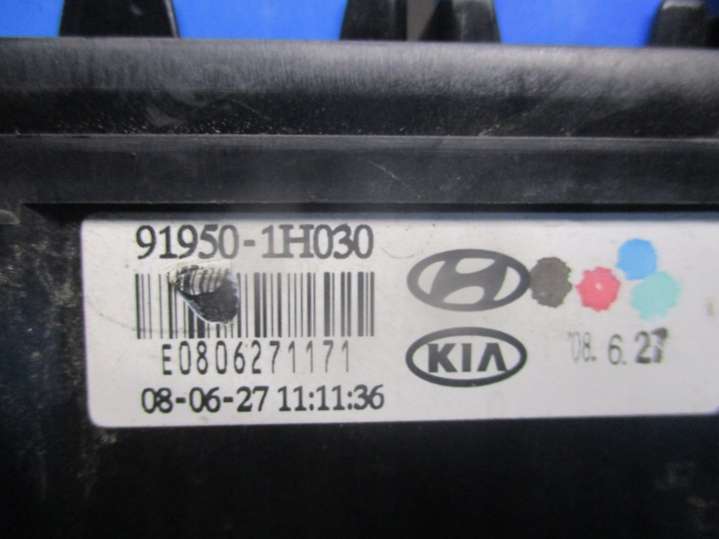 91950-1H030
E0806271171
08-06-27 11:11:36
KIA
'08. 6. 27